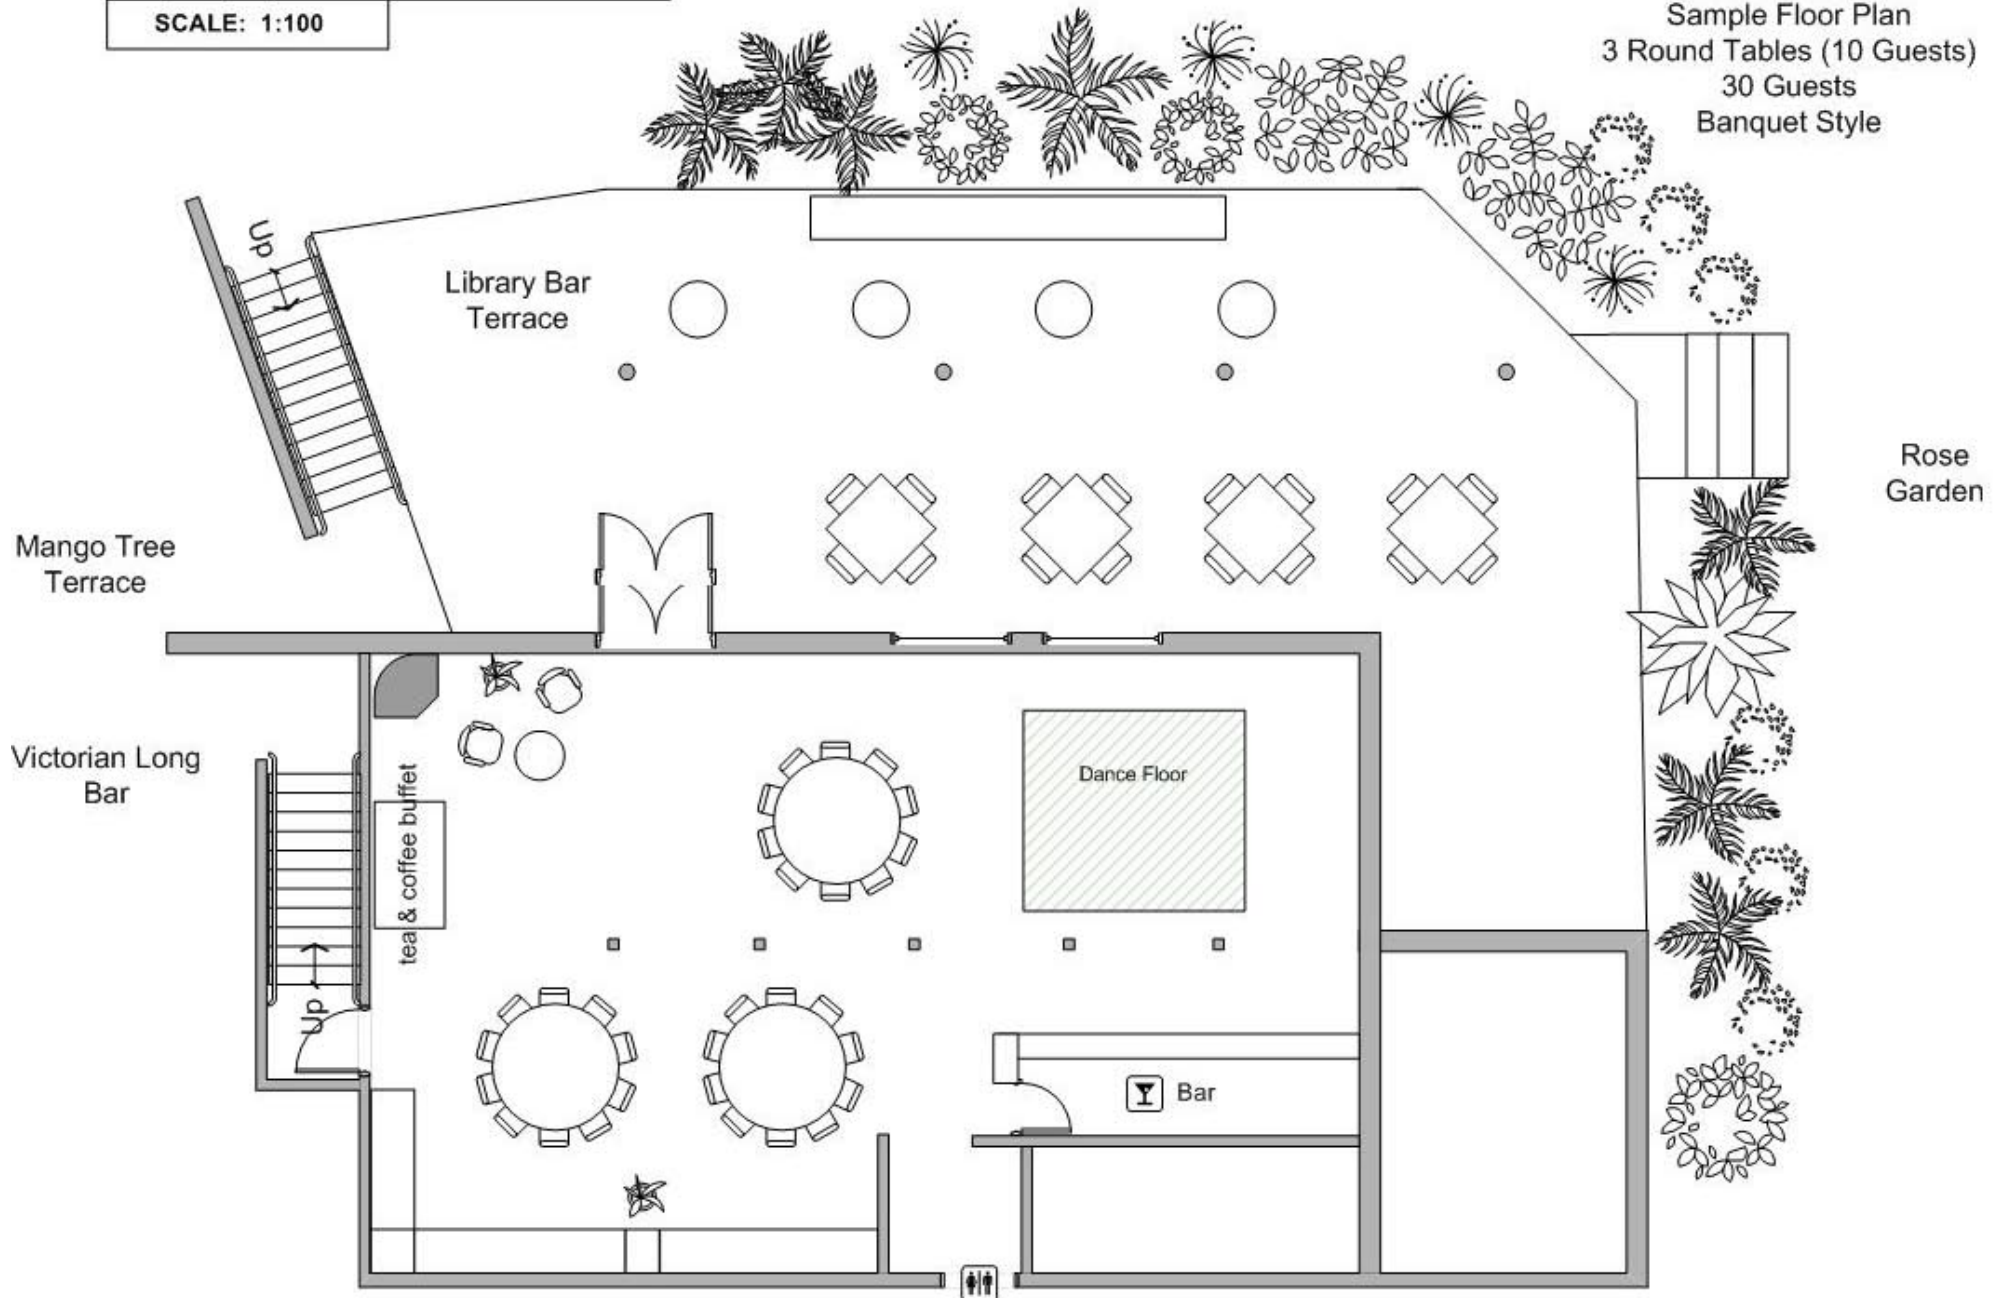 SCALE: 1:100
Sample Floor Plan
3 Round Tables (10 Guests)
30 Guests
Banquet Style
Up
Library Bar
Terrace
Rose
Garden
Mango Tree
Terrace
Victorian Long
Bar
tea & coffee buffet
Dance Floor
Up
Bar